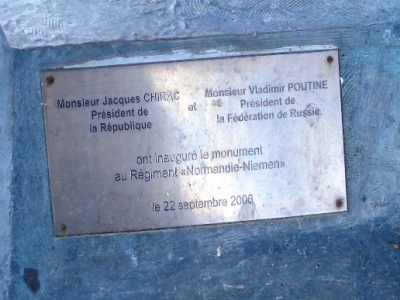 Monsieur Jacques CHIRAC
Président de
la République
et
Monsieur Vladimir POUTINE
Président de
la Fédération de Russie,
ont inauguré le monument
au Régiment «Normandie-Niemen»
le 22 septembre 2006